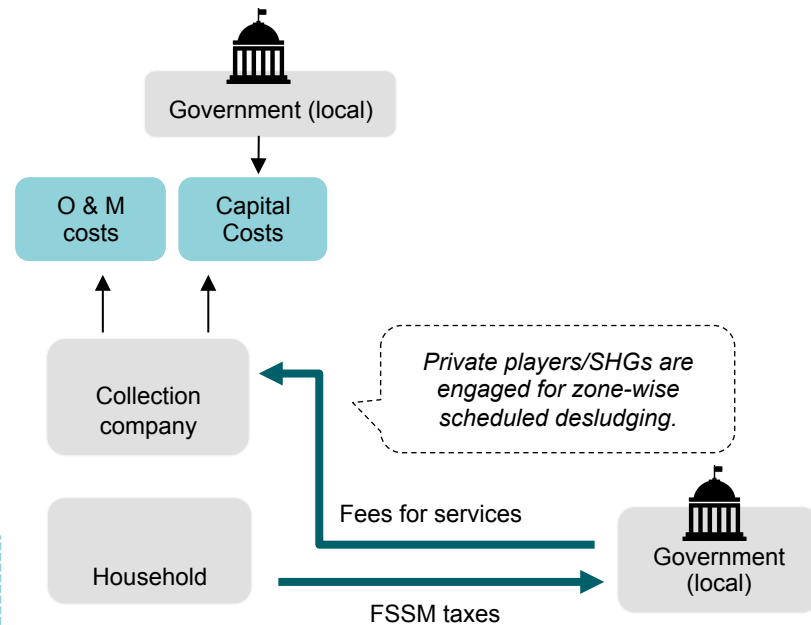 Government (local)
O & M
costs
Capital
Costs
Private players/SHGs are
engaged for zone-wise
scheduled desludging.
Collection
company
Fees for services
Government
(local)
Household
FSSM taxes